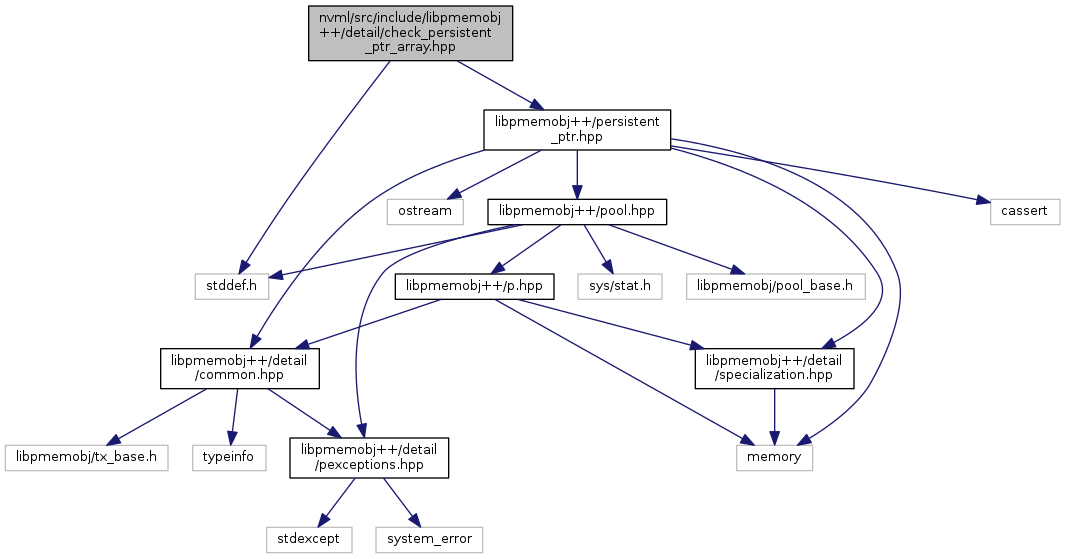 nvml/src/include/libpmemobj
++/detail/check_persistent
_ptr_array.hpp
libpmemobj++/persistent
_ptr.hpp
ostream
libpmemobj++/pool.hpp
cassert
stddef.h
libpmemobj++/p.hpp
sys/stat.h
libpmemobj/pool_base.h
libpmemobj++/detail
/common.hpp
libpmemobj++/detail
/specialization.hpp
libpmemobj/tx_base.h
typeinfo
libpmemobj++/detail
/pexceptions.hpp
memory
stdexcept
system_error